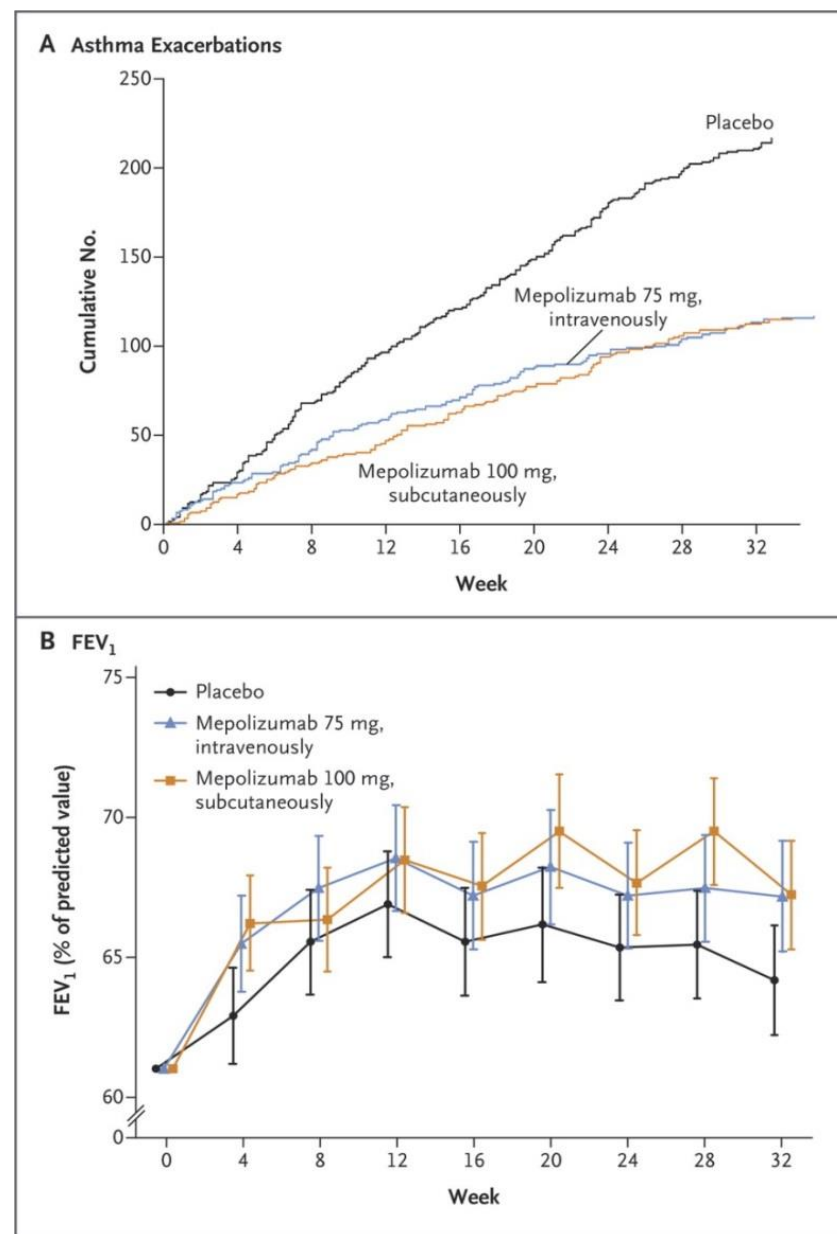 A Asthma Exacerbations
250
200
150
100
50
0
Cumulative No.
Placebo
Mepolizumab 75 mg,
intravenously
Mepolizumab 100 mg,
subcutaneously
0 4 8 12 16 20 24 28 32
Week
B FEV₁
75
70
65
60
0
FEV₁ (% of predicted value)
Placebo
Mepolizumab 75 mg,
intravenously
Mepolizumab 100 mg,
subcutaneously
0 4 8 12 16 20 24 28 32
Week